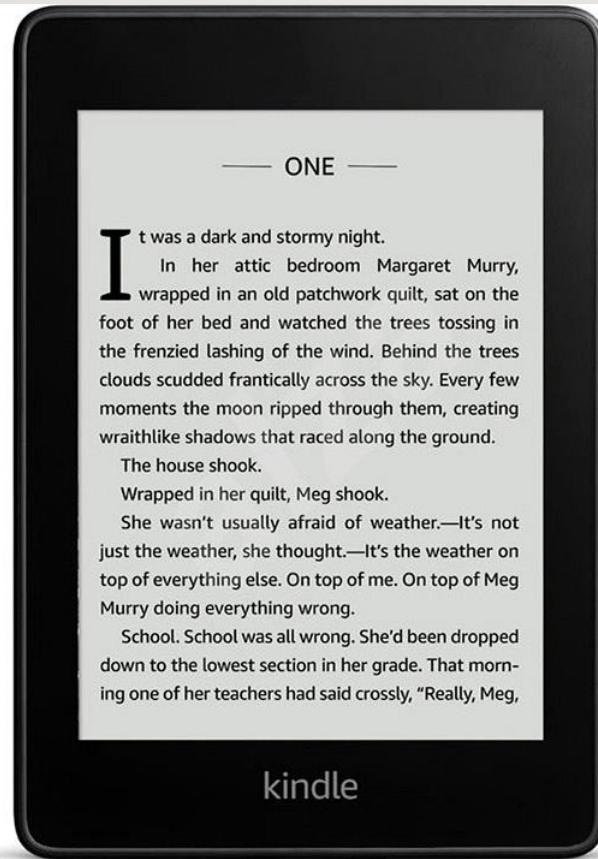 ONE
It was a dark and stormy night.
In her attic bedroom Margaret Murry,
wrapped in an old patchwork quilt, sat on the
foot of her bed and watched the trees tossing in
the frenzied lashing of the wind. Behind the trees
clouds scudded frantically across the sky. Every few
moments the moon ripped through them, creating
wraithlike shadows that raced along the ground.
The house shook.
Wrapped in her quilt, Meg shook.
She wasn't usually afraid of weather.—It's not
just the weather, she thought.—It's the weather on
top of everything else. On top of me. On top of Meg
Murry doing everything wrong.
School. School was all wrong. She'd been dropped
down to the lowest section in her grade. That morn-
ing one of her teachers had said crossly, “Really, Meg,
kindle